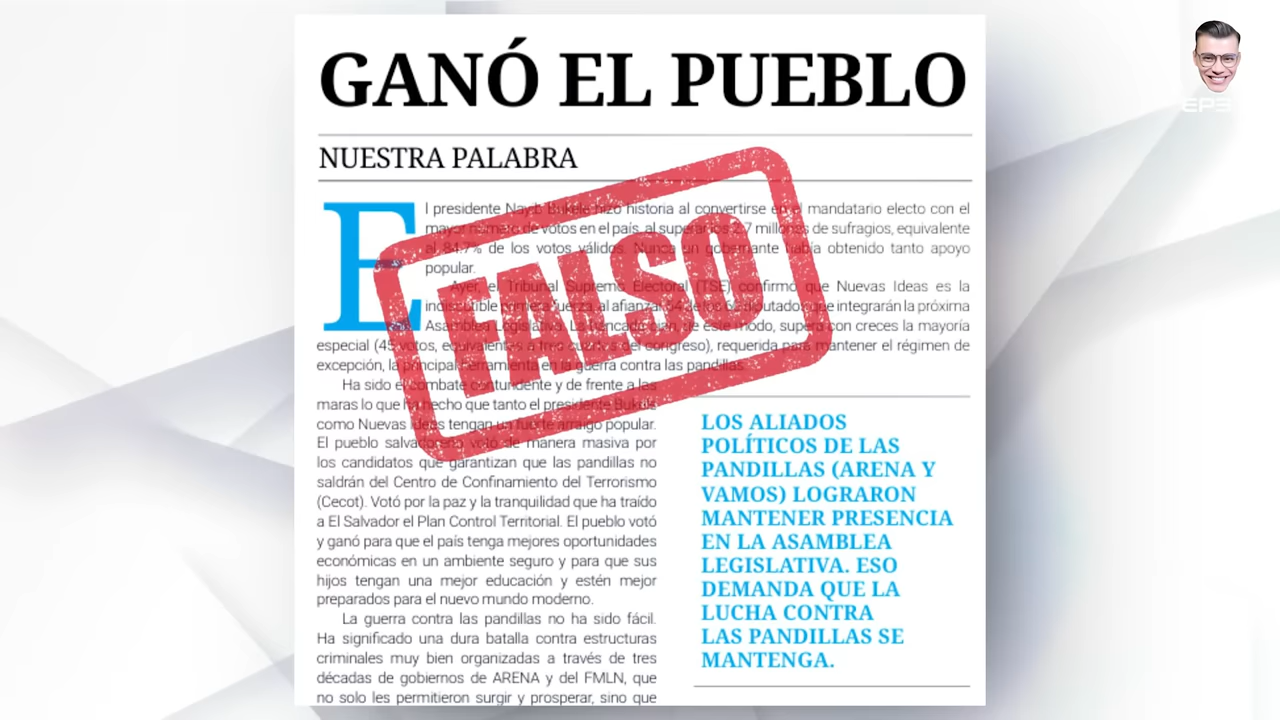 GANÓ EL PUEBLO
NUESTRA PALABRA
El presidente Nayib Bukele hizo historia al convertirse en el mandatario electo con el
mayor número de votos en el país, al superar los 2.7 millones de sufragios, equivalente
al 84.7% de los votos válidos. Nunca un gobernante había obtenido tanto apoyo
popular.
Ayer, el Tribunal Supremo Electoral (TSE) confirmó que Nuevas Ideas es la
indiscutible primera fuerza, al afianzar 54 de los 60 diputados que integrarán la próxima
Asamblea Legislativa. La bancada cian, de este modo, supera con creces la mayoría
especial (45 votos, equivalentes a tres cuartos del congreso), requerida para mantener el régimen de
excepción, la principal herramienta en la guerra contra las pandillas.
Ha sido el combate contundente y de frente a las
maras lo que ha hecho que tanto el presidente Bukele
como Nuevas Ideas tengan un fuerte arraigo popular.
El pueblo salvadoreño votó de manera masiva por
los candidatos que garantizan que las pandillas no
saldrán del Centro de Confinamiento del Terrorismo
(Cecot). Votó por la paz y la tranquilidad que ha traído
a El Salvador el Plan Control Territorial. El pueblo votó
y ganó para que el país tenga mejores oportunidades
económicas en un ambiente seguro y para que sus
hijos tengan una mejor educación y estén mejor
preparados para el nuevo mundo moderno.
La guerra contra las pandillas no ha sido fácil.
Ha significado una dura batalla contra estructuras
criminales muy bien organizadas a través de tres
décadas de gobiernos de ARENA y del FMLN, que
no solo les permitieron surgir y prosperar, sino que
LOS ALIADOS
POLÍTICOS DE LAS
PANDILLAS (ARENA Y
VAMOS) LOGRARON
MANTENER PRESENCIA
EN LA ASAMBLEA
LEGISLATIVA. ESO
DEMANDA QUE LA
LUCHA CONTRA
LAS PANDILLAS SE
MANTENGA.
FALSO